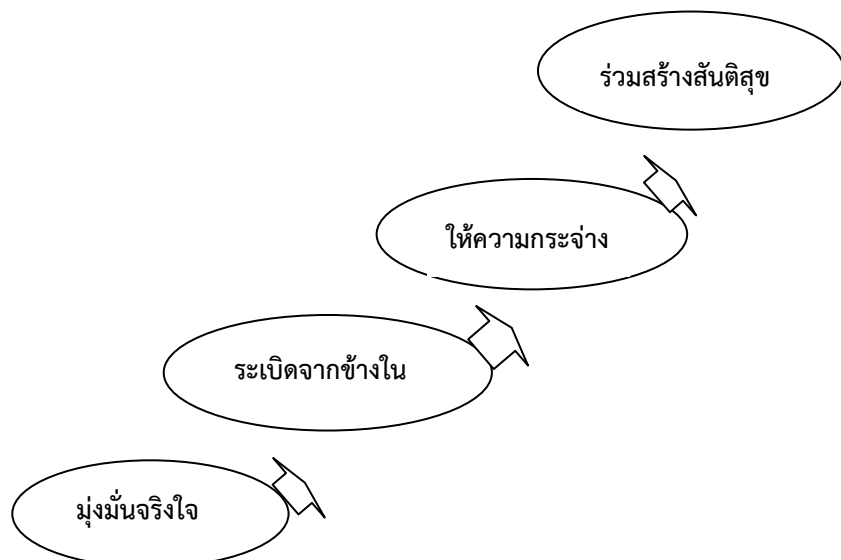 ร่วมสร้างสันติสุข
ให้ความกระจ่าง
ระเบิดจากข้างใน
มุ่งมั่นจริงใจ